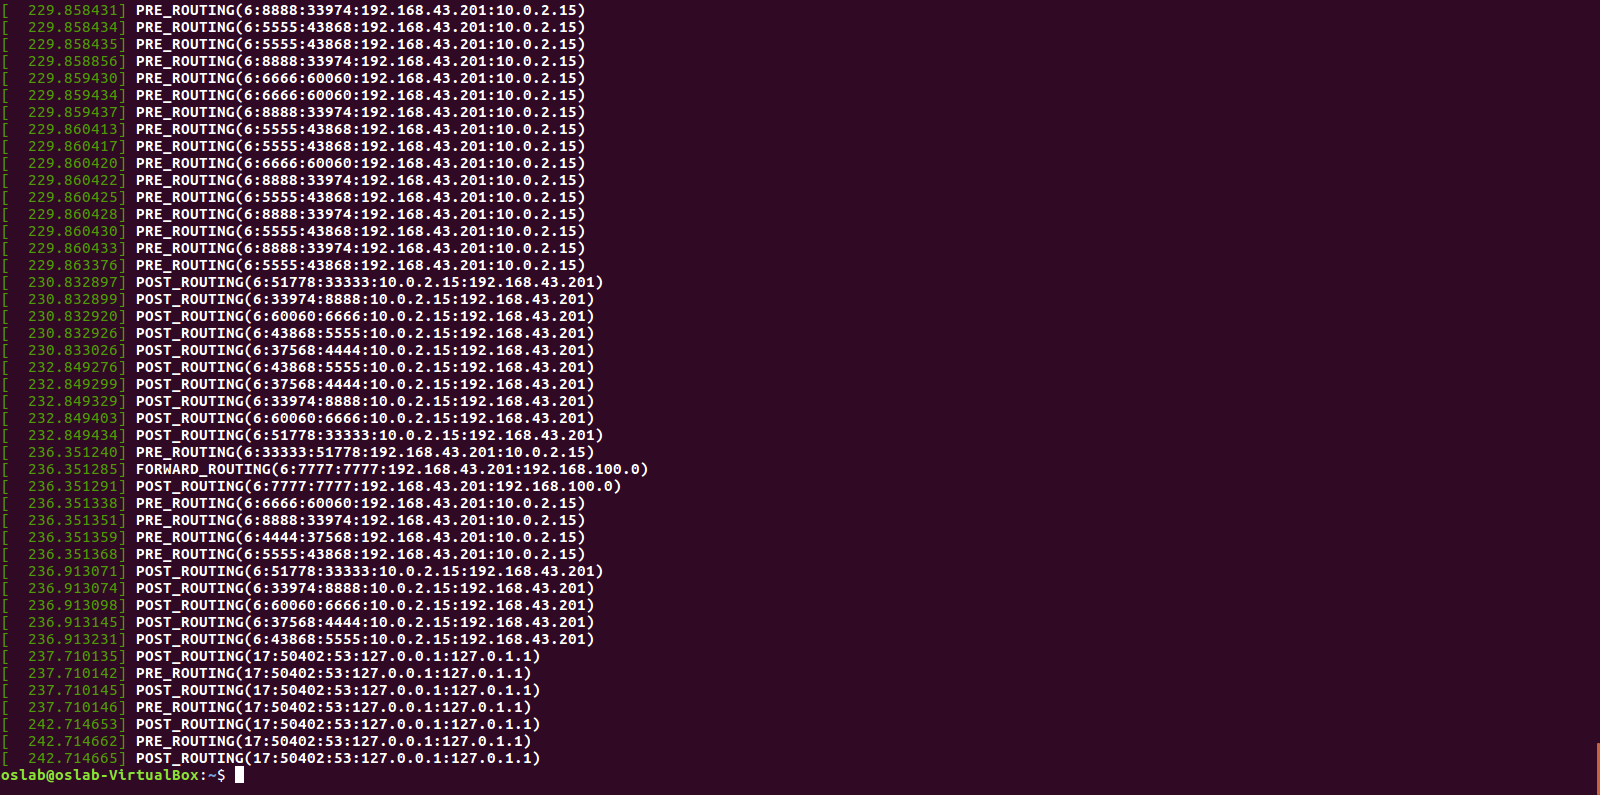 [  229.858431] PRE_ROUTING(6:8888:33974:192.168.43.201:10.0.2.15)
[  229.858434] PRE_ROUTING(6:5555:43868:192.168.43.201:10.0.2.15)
[  229.858435] PRE_ROUTING(6:5555:43868:192.168.43.201:10.0.2.15)
[  229.858856] PRE_ROUTING(6:8888:33974:192.168.43.201:10.0.2.15)
[  229.859430] PRE_ROUTING(6:6666:60060:192.168.43.201:10.0.2.15)
[  229.859434] PRE_ROUTING(6:6666:60060:192.168.43.201:10.0.2.15)
[  229.859437] PRE_ROUTING(6:8888:33974:192.168.43.201:10.0.2.15)
[  229.860413] PRE_ROUTING(6:5555:43868:192.168.43.201:10.0.2.15)
[  229.860417] PRE_ROUTING(6:5555:43868:192.168.43.201:10.0.2.15)
[  229.860420] PRE_ROUTING(6:6666:60060:192.168.43.201:10.0.2.15)
[  229.860422] PRE_ROUTING(6:8888:33974:192.168.43.201:10.0.2.15)
[  229.860425] PRE_ROUTING(6:5555:43868:192.168.43.201:10.0.2.15)
[  229.860428] PRE_ROUTING(6:8888:33974:192.168.43.201:10.0.2.15)
[  229.860430] PRE_ROUTING(6:5555:43868:192.168.43.201:10.0.2.15)
[  229.860433] PRE_ROUTING(6:8888:33974:192.168.43.201:10.0.2.15)
[  229.863376] PRE_ROUTING(6:5555:43868:192.168.43.201:10.0.2.15)
[  230.832897] POST_ROUTING(6:51778:33333:10.0.2.15:192.168.43.201)
[  230.832899] POST_ROUTING(6:33974:8888:10.0.2.15:192.168.43.201)
[  230.832920] POST_ROUTING(6:60060:6666:10.0.2.15:192.168.43.201)
[  230.832926] POST_ROUTING(6:43868:5555:10.0.2.15:192.168.43.201)
[  230.833026] POST_ROUTING(6:37568:4444:10.0.2.15:192.168.43.201)
[  232.849276] POST_ROUTING(6:43868:5555:10.0.2.15:192.168.43.201)
[  232.849299] POST_ROUTING(6:37568:4444:10.0.2.15:192.168.43.201)
[  232.849329] POST_ROUTING(6:33974:8888:10.0.2.15:192.168.43.201)
[  232.849403] POST_ROUTING(6:60060:6666:10.0.2.15:192.168.43.201)
[  232.849434] POST_ROUTING(6:51778:33333:10.0.2.15:192.168.43.201)
[  236.351240] PRE_ROUTING(6:33333:51778:192.168.43.201:10.0.2.15)
[  236.351285] FORWARD_ROUTING(6:7777:7777:192.168.43.201:192.168.100.0)
[  236.351291] POST_ROUTING(6:7777:7777:192.168.43.201:192.168.100.0)
[  236.351338] PRE_ROUTING(6:6666:60060:192.168.43.201:10.0.2.15)
[  236.351351] PRE_ROUTING(6:8888:33974:192.168.43.201:10.0.2.15)
[  236.351359] PRE_ROUTING(6:4444:37568:192.168.43.201:10.0.2.15)
[  236.351368] PRE_ROUTING(6:5555:43868:192.168.43.201:10.0.2.15)
[  236.913071] POST_ROUTING(6:51778:33333:10.0.2.15:192.168.43.201)
[  236.913074] POST_ROUTING(6:33974:8888:10.0.2.15:192.168.43.201)
[  236.913098] POST_ROUTING(6:60060:6666:10.0.2.15:192.168.43.201)
[  236.913145] POST_ROUTING(6:37568:4444:10.0.2.15:192.168.43.201)
[  236.913231] POST_ROUTING(6:43868:5555:10.0.2.15:192.168.43.201)
[  237.710135] POST_ROUTING(17:50402:53:127.0.0.1:127.0.1.1)
[  237.710142] PRE_ROUTING(17:50402:53:127.0.0.1:127.0.1.1)
[  237.710145] POST_ROUTING(17:50402:53:127.0.0.1:127.0.1.1)
[  237.710146] PRE_ROUTING(17:50402:53:127.0.0.1:127.0.1.1)
[  242.714653] POST_ROUTING(17:50402:53:127.0.0.1:127.0.1.1)
[  242.714662] PRE_ROUTING(17:50402:53:127.0.0.1:127.0.1.1)
[  242.714665] POST_ROUTING(17:50402:53:127.0.0.1:127.0.1.1)
oslab@oslab-VirtualBox:~$